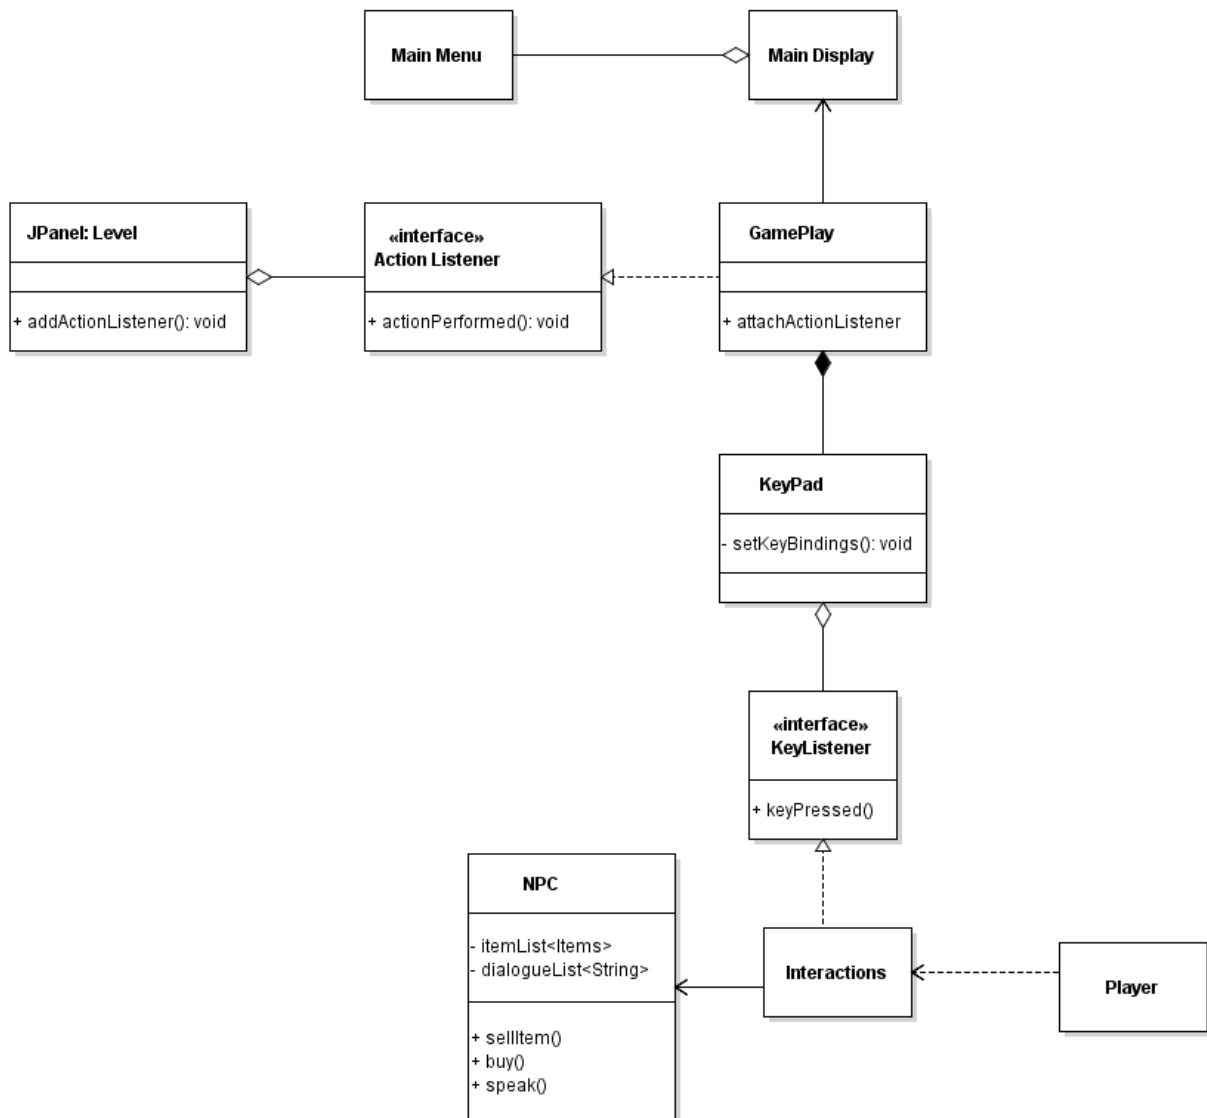 Main Menu
Main Display
JPanel: Level
+ addActionListener(): void
«interface»
Action Listener
+ actionPerformed(): void
GamePlay
+ attachActionListener
KeyPad
- setKeyBindings(): void
«interface»
KeyListener
+ keyPressed()
NPC
- itemList<Items>
- dialogueList<String>
+ sellItem()
+ buy()
+ speak()
Interactions
Player